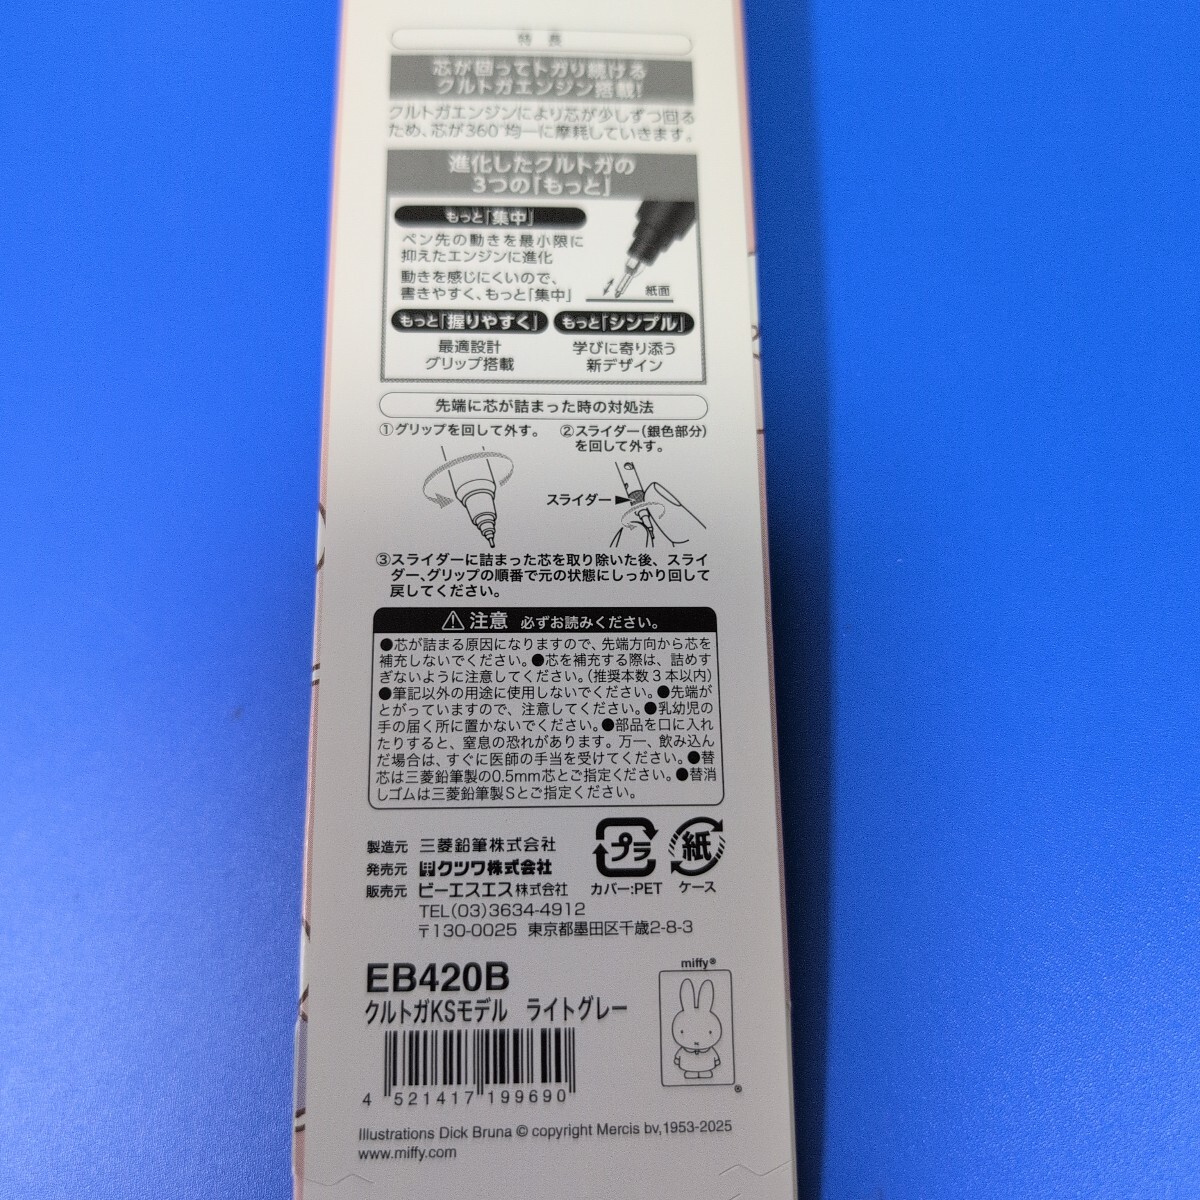 特長
芯が回ってトガり続ける
クルトガエンジン搭載!
クルトガエンジンにより芯が少しずつ回る
ため、芯が360°均一に摩耗していきます。
進化したクルトガの
3つの「もっと」
もっと「集中」
ペン先の動きを最小限に
抑えたエンジンに進化
動きを感じにくいので、
書きやすく、もっと「集中」
紙面
もっと「握りやすく」
最適設計
グリップ搭載
もっと「シンプル」
学びに寄り添う
新デザイン
先端に芯が詰まった時の対処法
①グリップを回して外す。
②スライダー(銀色部分)
を回して外す。
スライダー
③スライダーに詰まった芯を取り除いた後、スライ
ダー、グリップの順番で元の状態にしっかり回して
戻してください。
注意 必ずお読みください。
●芯が詰まる原因になりますので、先端方向から芯を
補充しないでください。●芯を補充する際は、詰めす
ぎないように注意してください。(推奨本数3本以内)
●筆記以外の用途に使用しないでください。●先端が
とがっていますので、注意してください。●乳幼児の
手の届く所に置かないでください。●部品を口に入れ
たりすると、窒息の恐れがあります。万一、飲み込ん
だ場合は、すぐに医師の手当を受けてください。●替
芯は三菱鉛筆製の0.5mm芯とご指定ください。●替消
しゴムは三菱鉛筆製Sとご指定ください。
製造元 三菱鉛筆株式会社
発売元 クツワ株式会社
販売元 ビーエスエス株式会社
TEL(03)3634-4912
〒130-0025 東京都墨田区千歳2-8-3
プラ
カバー:PET
紙
ケース
EB420B
クルトガKSモデル ライトグレー
4 521417 199690
miffy®
®
Illustrations Dick Bruna © copyright Mercis bv,1953-2025
www.miffy.com